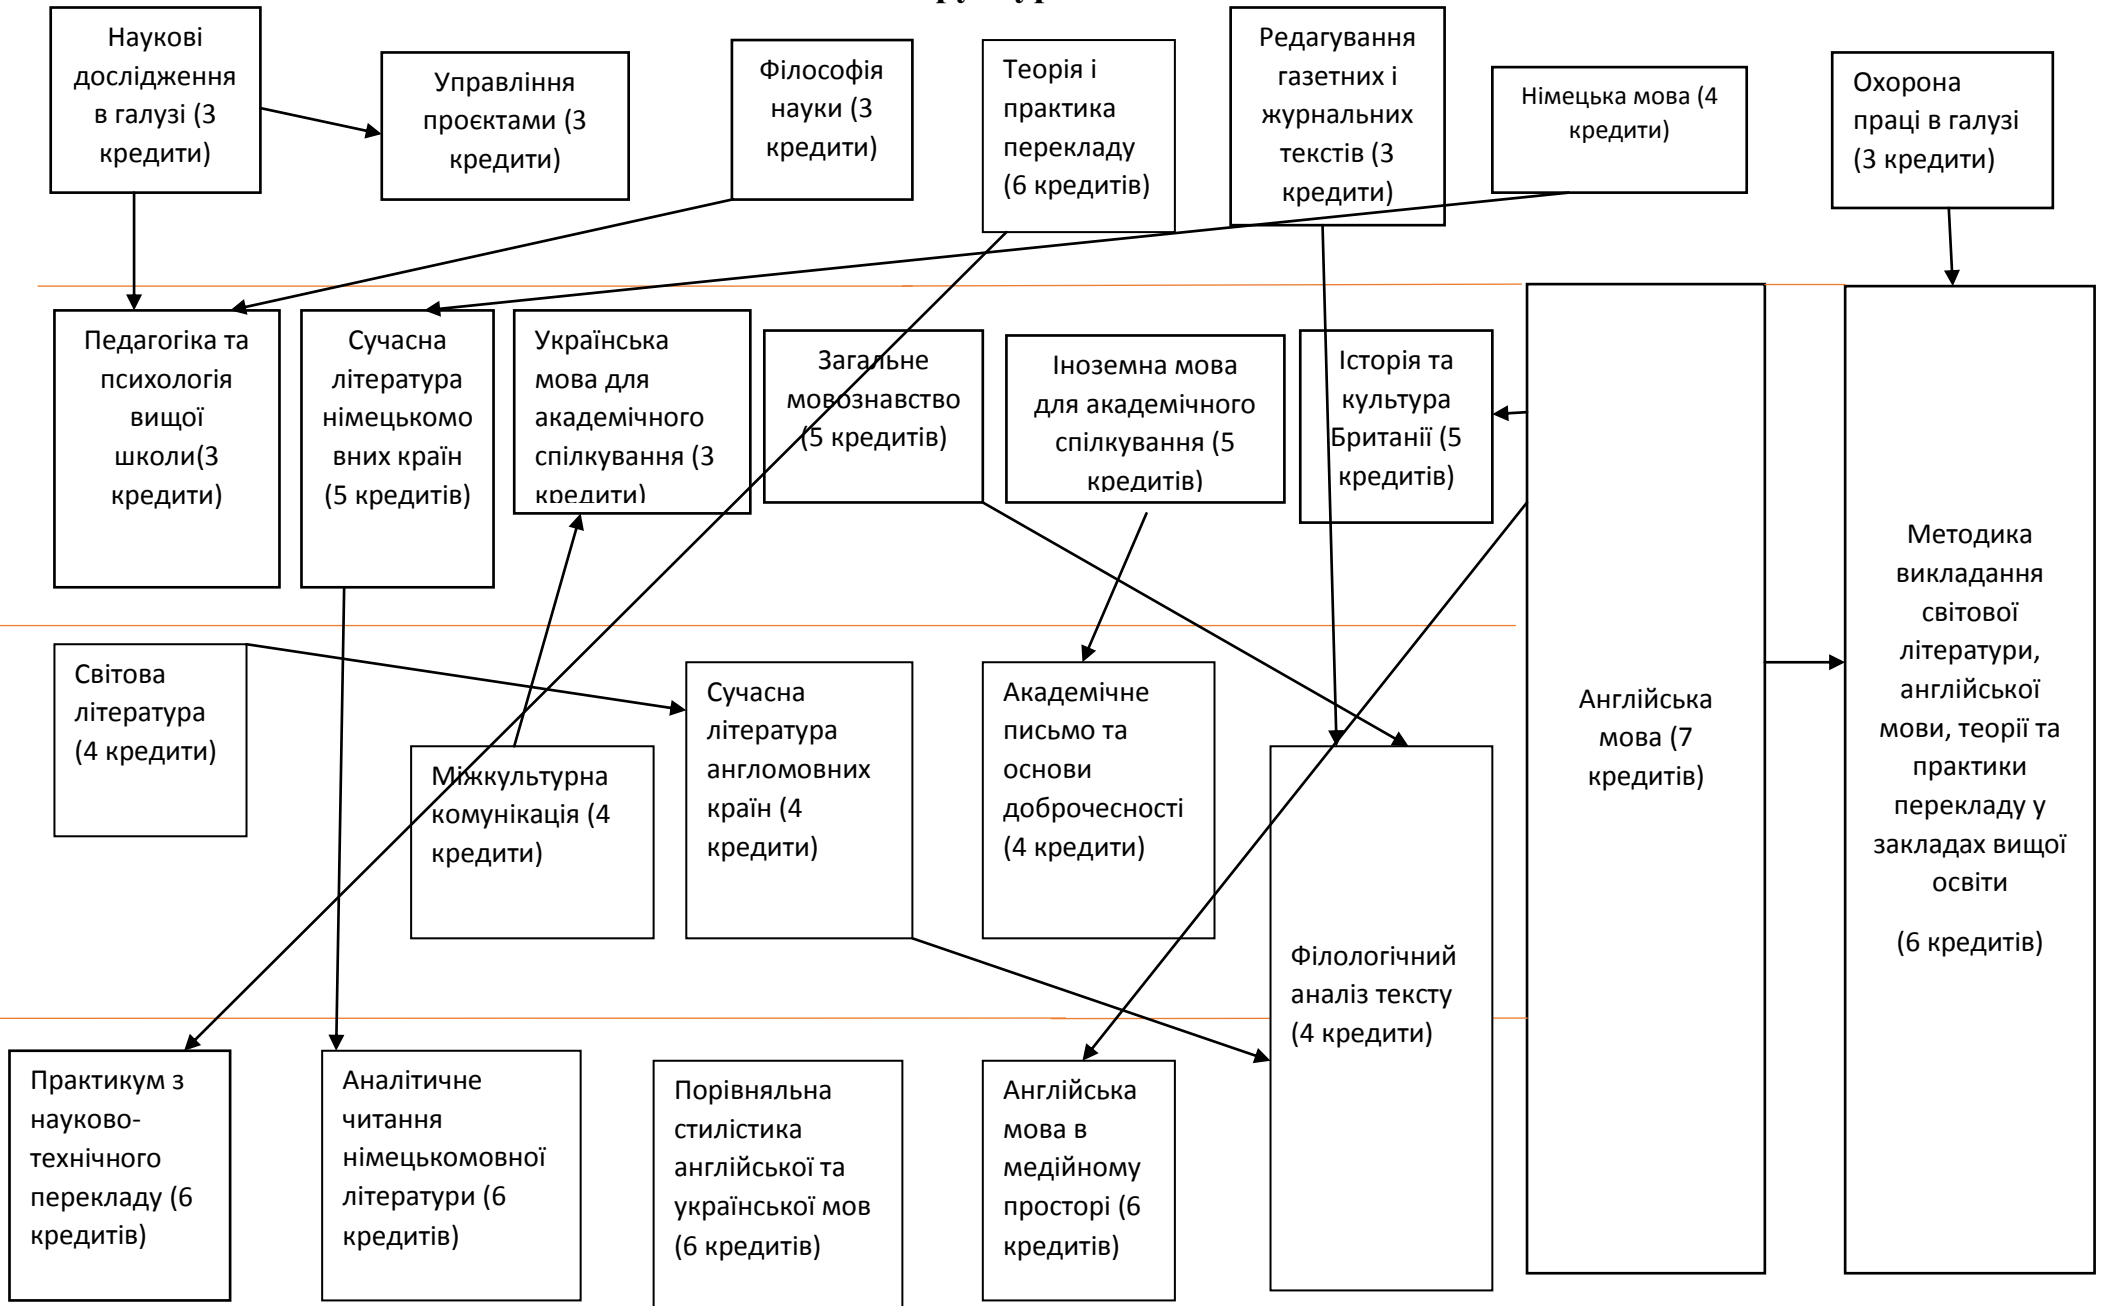 Наукові
дослідження
в галузі (3
кредити)
Управління
проєктами (3
кредити)
Філософія
науки (3
кредити)
Теорія і
практика
перекладу
(6 кредитів)
Редагування
газетних і
журнальних
текстів (3
кредити)
Німецька мова (4
кредити)
Охорона
праці в галузі
(3 кредити)
Педагогіка та
психологія
вищої
школи(3
кредити)
Сучасна
література
німецькомо
вних країн
(5 кредитів)
Українська
мова для
академічного
спілкування (3
кредити)
Загальне
мовознавство
(5 кредитів)
Іноземна мова
для академічного
спілкування (5
кредитів)
Історія та
культура
Британії (5
кредитів)
Англійська
мова (7
кредитів)
Методика
викладання
світової
літератури,
англійської
мови, теорії та
практики
перекладу у
закладах вищої
освіти
(6 кредитів)
Світова
література
(4 кредити)
Міжкультурна
комунікація (4
кредити)
Сучасна
література
англомовних
країн (4
кредити)
Академічне
письмо та
основи
доброчесності
(4 кредити)
Філологічний
аналіз тексту
(4 кредити)
Практикум з
науково-
технічного
перекладу (6
кредитів)
Аналітичне
читання
німецькомовної
літератури (6
кредитів)
Порівняльна
стилістика
англійської та
української мов
(6 кредитів)
Англійська
мова в
медійному
просторі (6
кредитів)